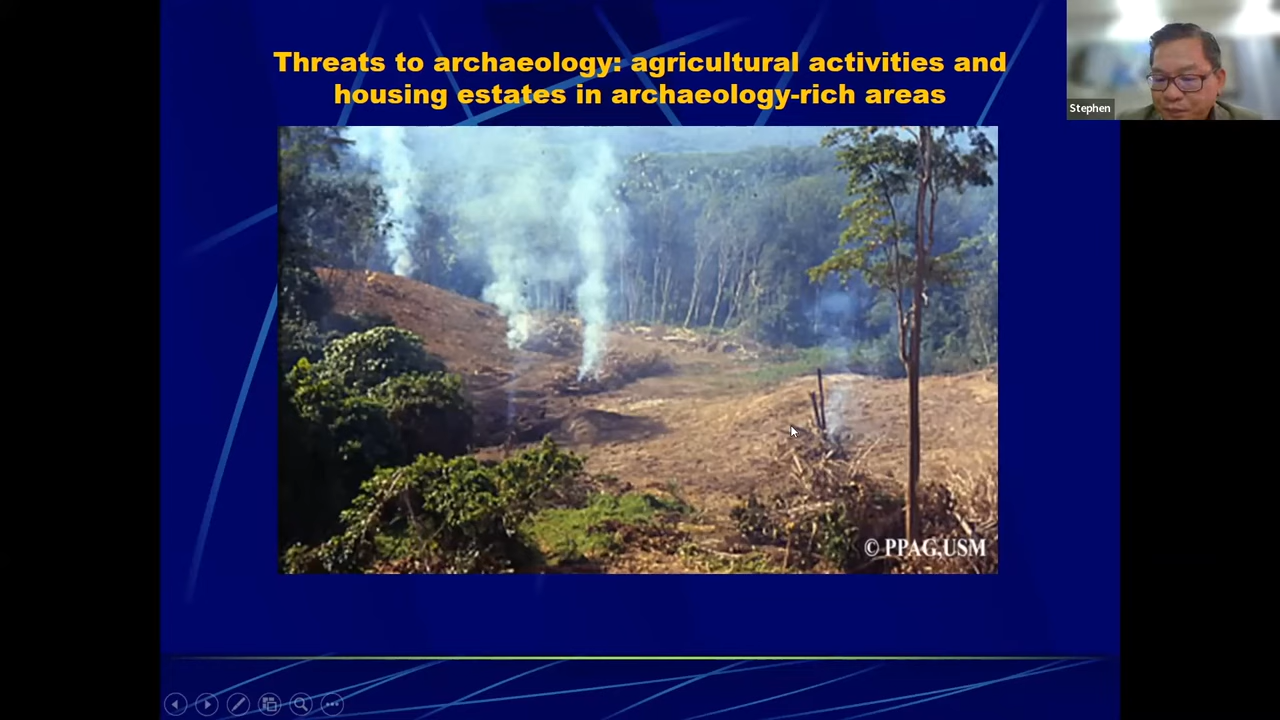 Threats to archaeology: agricultural activities and
housing estates in archaeology-rich areas
Stephen
© PPAG,USM